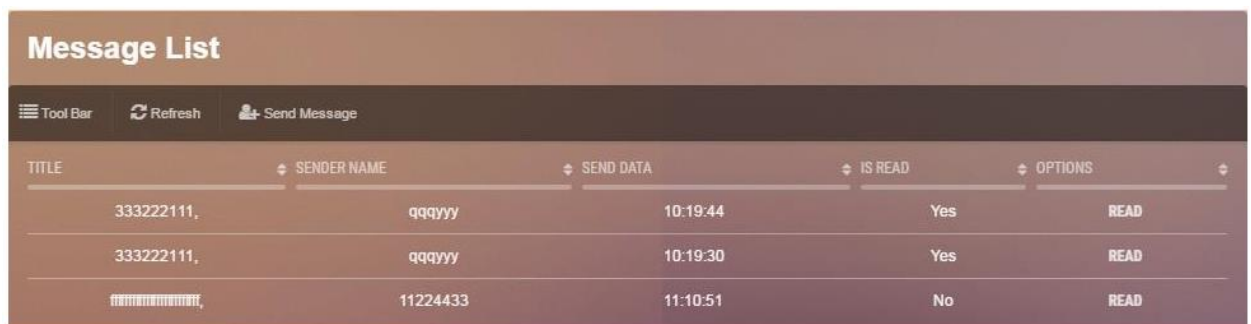 Message List
Tool Bar Refresh Send Message
TITLE SENDER NAME SEND DATA IS READ OPTIONS
333222111, qqqyyy 10:19:44 Yes READ
333222111, qqqyyy 10:19:30 Yes READ
11224433 11:10:51 No READ